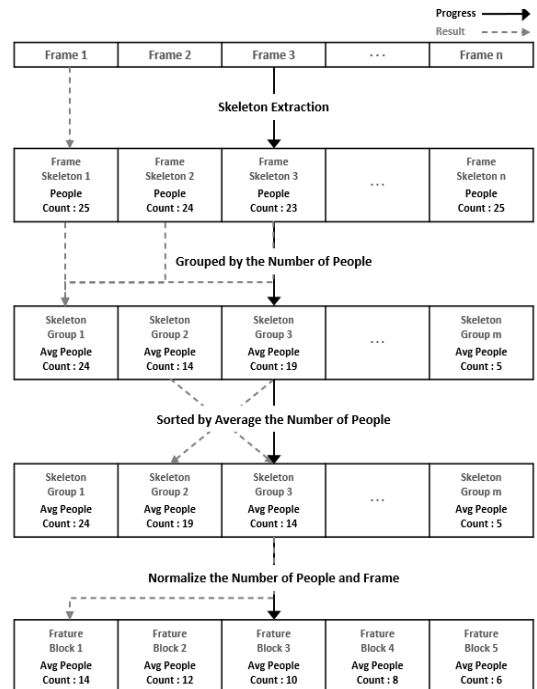 Progress
Result
Frame 1 Frame 2 Frame 3 ... Frame n
Skeleton Extraction
Frame Frame Frame Frame
Skeleton 1 Skeleton 2 Skeleton 3 ... Skeleton n
People People People People
Count : 25 Count : 24 Count : 23 Count : 25
Grouped by the Number of People
Skeleton Skeleton Skeleton Skeleton
Group 1 Group 2 Group 3 ... Group m
Avg People Avg People Avg People Avg People
Count : 24 Count : 14 Count : 19 Count : 5
Sorted by Average the Number of People
Skeleton Skeleton Skeleton Skeleton
Group 1 Group 2 Group 3 ... Group m
Avg People Avg People Avg People Avg People
Count : 24 Count : 19 Count : 14 Count : 5
Normalize the Number of People and Frame
Frature Frature Frature Frature Frature
Block 1 Block 2 Block 3 Block 4 Block 5
Avg People Avg People Avg People Avg People Avg People
Count : 14 Count : 12 Count : 10 Count : 8 Count : 6